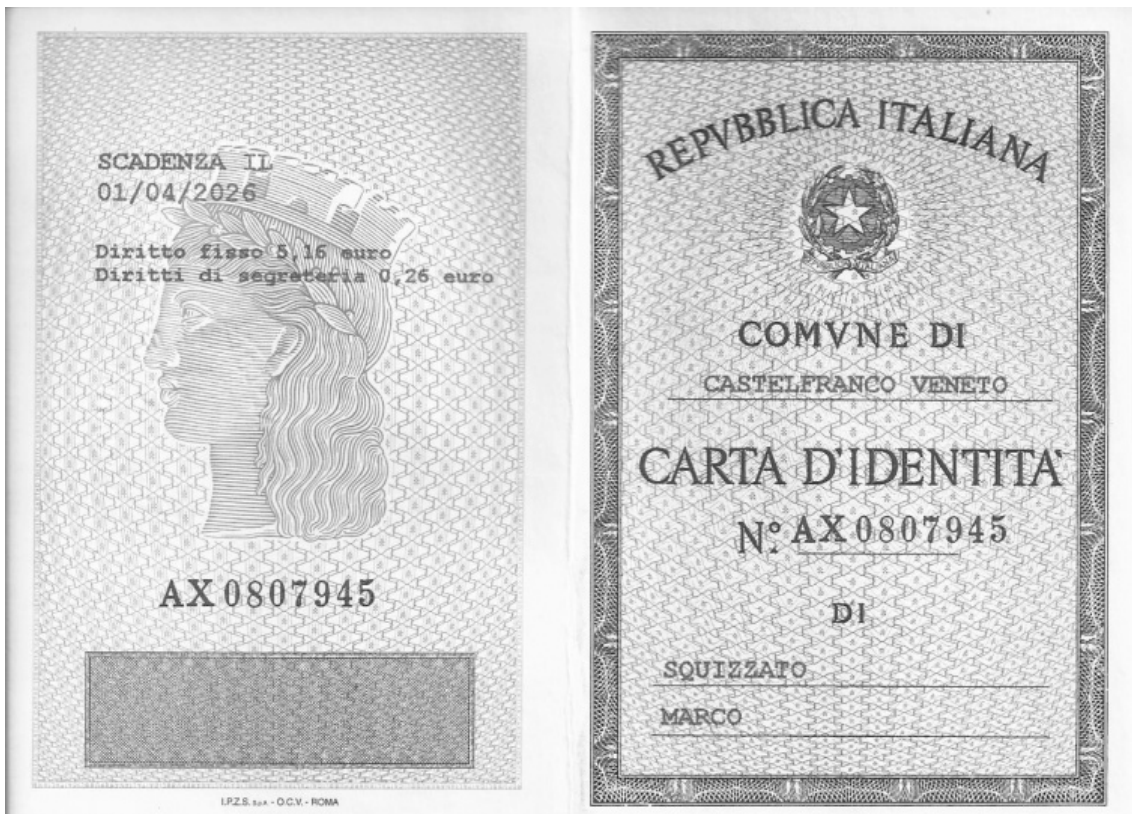 SCADENZA IL
01/04/2026
Diritto fisso 5,16 euro
Diritti di segreteria 0,26 euro
AX 0807945
I.P.Z.S. S.p.A. - O.C.V. - ROMA
REPVBBLICA ITALIANA
COMVNE DI
CASTELFRANCO VENETO
CARTA D'IDENTITA'
N° AX 0807945
DI
SQUIZZATO
MARCO